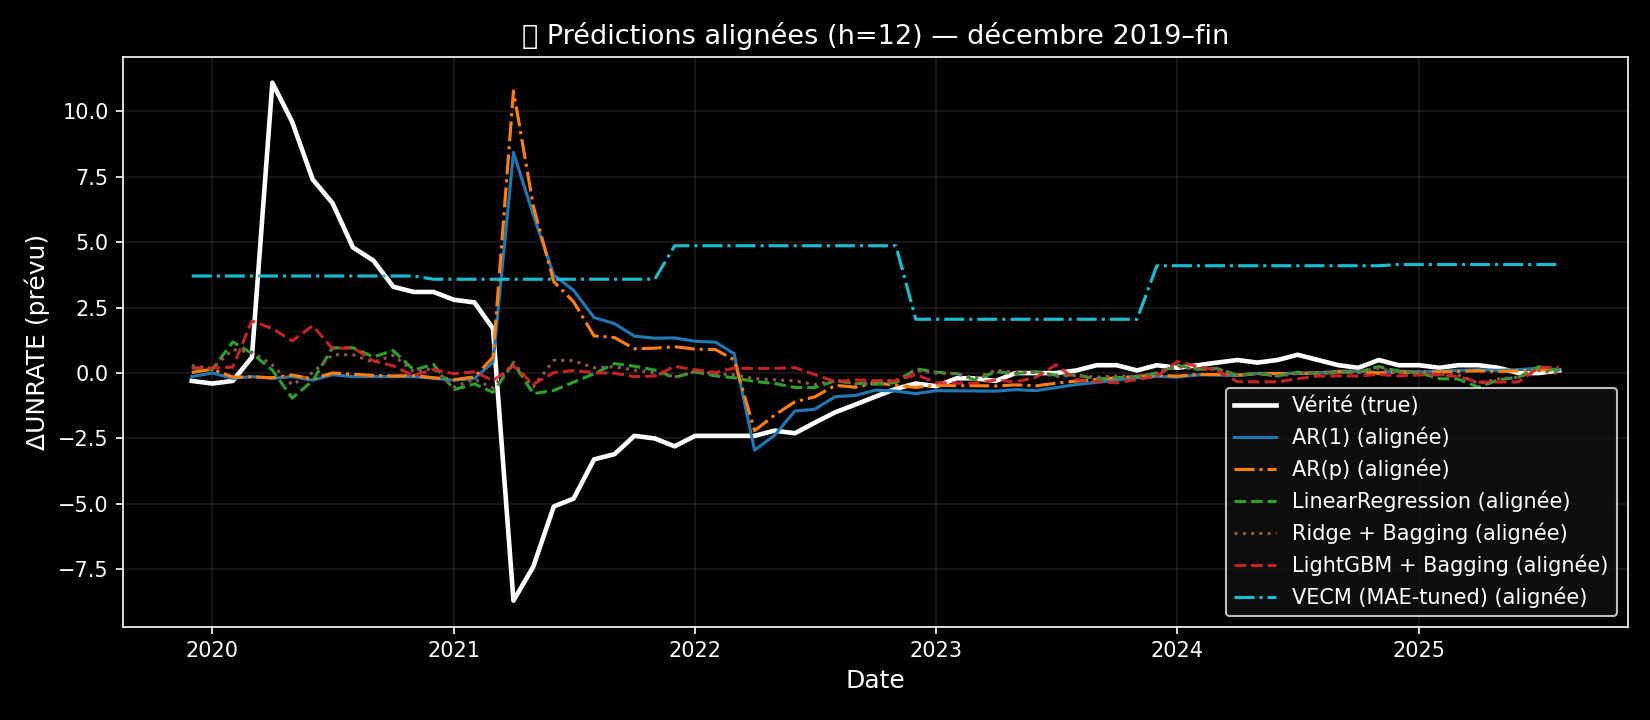 Prédictions alignées (h=12) — décembre 2019–fin
ΔUNRATE (prévu)
10.0
7.5
5.0
2.5
0.0
−2.5
−5.0
−7.5
Vérité (true)
AR(1) (alignée)
AR(p) (alignée)
LinearRegression (alignée)
Ridge + Bagging (alignée)
LightGBM + Bagging (alignée)
VECM (MAE-tuned) (alignée)
2020 2021 2022 2023 2024 2025
Date